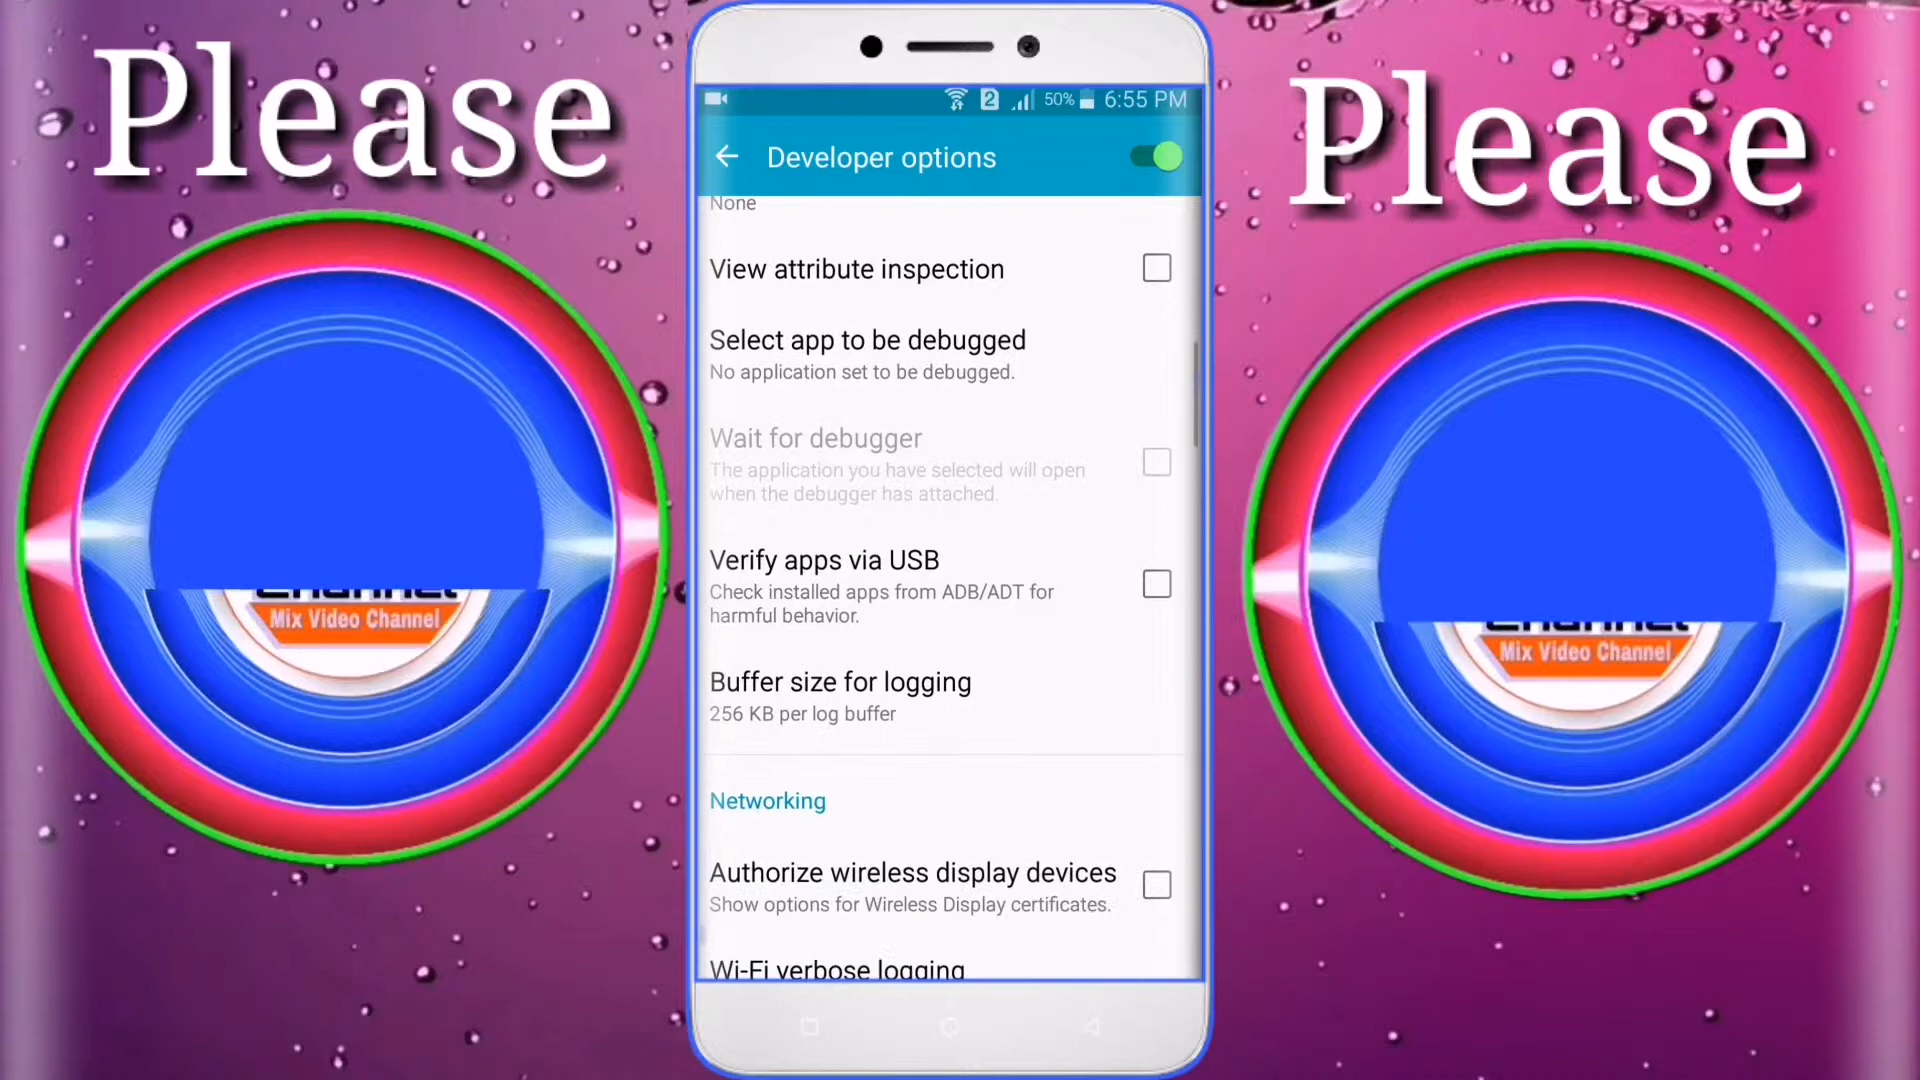 Please
Please
2 50% 6:55 PM
Developer options
None
View attribute inspection
Select app to be debugged
No application set to be debugged.
Wait for debugger
The application you have selected will open
when the debugger has attached.
Verify apps via USB
Check installed apps from ADB/ADT for
harmful behavior.
Buffer size for logging
256 KB per log buffer
Networking
Authorize wireless display devices
Show options for Wireless Display certificates.
Wi-Fi verbose logging
Channel
Mix Video Channel
Channel
Mix Video Channel